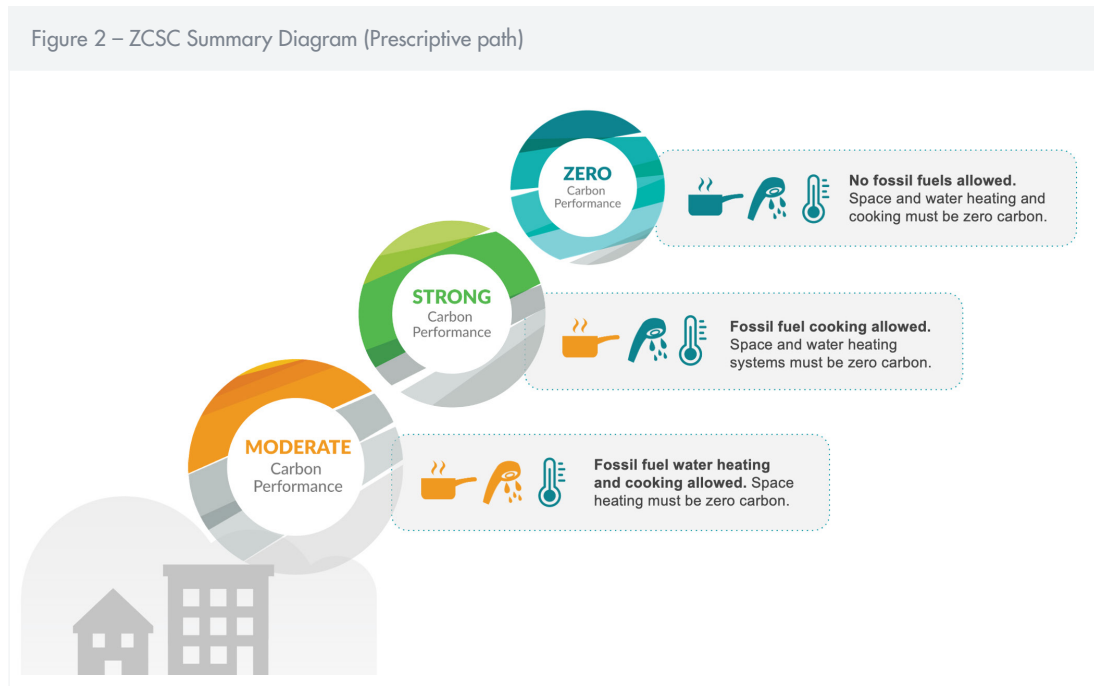 Figure 2 – ZCSC Summary Diagram (Prescriptive path)
ZERO
Carbon
Performance
No fossil fuels allowed.
Space and water heating and
cooking must be zero carbon.
STRONG
Carbon
Performance
Fossil fuel cooking allowed.
Space and water heating
systems must be zero carbon.
MODERATE
Carbon
Performance
Fossil fuel water heating
and cooking allowed. Space
heating must be zero carbon.